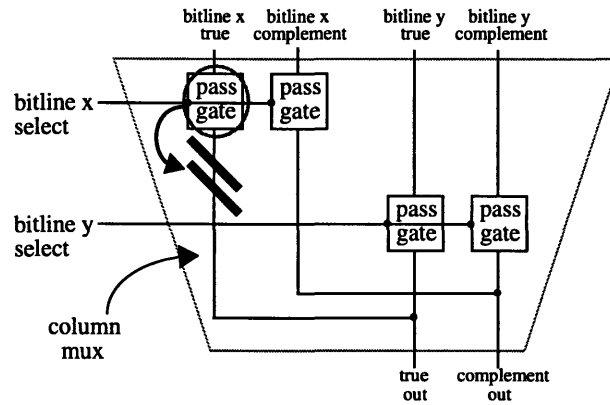 bitline x
true
bitline x
complement
bitline y
true
bitline y
complement
pass
gate
pass
gate
bitline x
select
pass
gate
pass
gate
bitline y
select
column
mux
true
out
complement
out